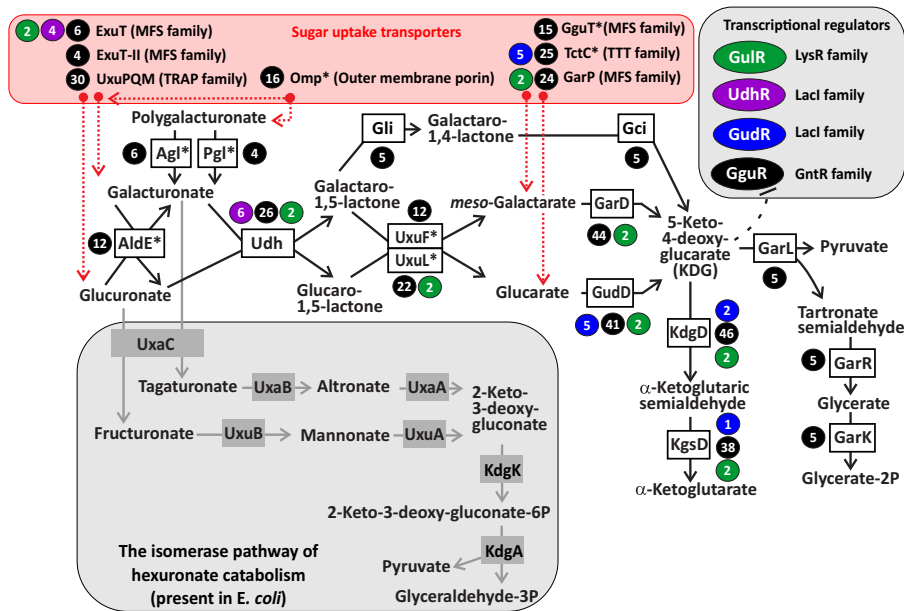 Sugar uptake transporters
2 4 6 ExuT (MFS family)
4 ExuT-II (MFS family)
30 UxuPQM (TRAP family)
16 Omp* (Outer membrane porin)
15 GguT*(MFS family)
5 25 TctC* (TTT family)
2 24 GarP (MFS family)
Transcriptional regulators
GulR LysR family
UdhR LacI family
GudR LacI family
GguR GntR family
Polygalacturonate
6 Agl* Pgl* 4
Galacturonate
12 AldE*
Glucuronate
6 26 2
Udh
Galactaro-
1,5-lactone
Gli
5
Galactaro-
1,4-lactone
Gci
5
Glucaro-
1,5-lactone
12
UxuF*
UxuL*
22 2
meso-Galactarate
GarD
44 2
Glucarate
GudD
5 41 2
5-Keto-
4-deoxy-
glucarate
(KDG)
GarL
5
Pyruvate
Tartronate
semialdehyde
5 GarR
Glycerate
5 GarK
Glycerate-2P
KdgD
2
46
2
α-Ketoglutaric
semialdehyde
KgsD
1
38
2
α-Ketoglutarate
UxaC
Tagaturonate UxaB Altronate UxaA
2-Keto-
3-deoxy-
gluconate
Fructuronate UxuB Mannonate UxuA
KdgK
2-Keto-3-deoxy-gluconate-6P
KdgA
Pyruvate
Glyceraldehyde-3P
The isomerase pathway of
hexuronate catabolism
(present in E. coli)